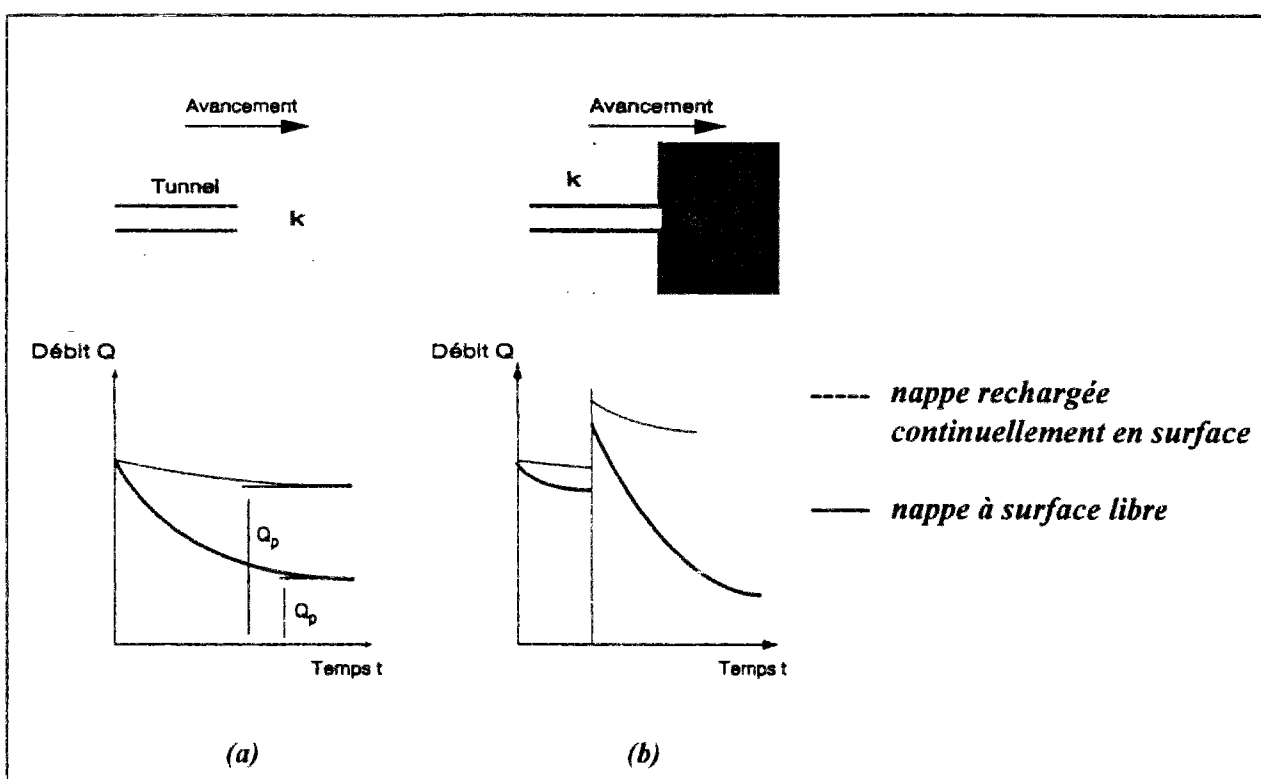 Avancement
Tunnel
k
Avancement
k
Débit Q
Qp
Qp
Temps t
Débit Q
Temps t
nappe rechargée
continuellement en surface
nappe à surface libre
(a)
(b)